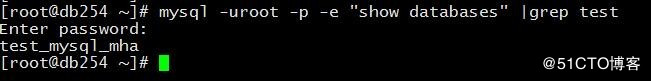 [root@db254 ~]# mysql -uroot -p -e "show databases" |grep test
Enter password:
test_mysql_mha
[root@db254 ~]#
@51CTO博客